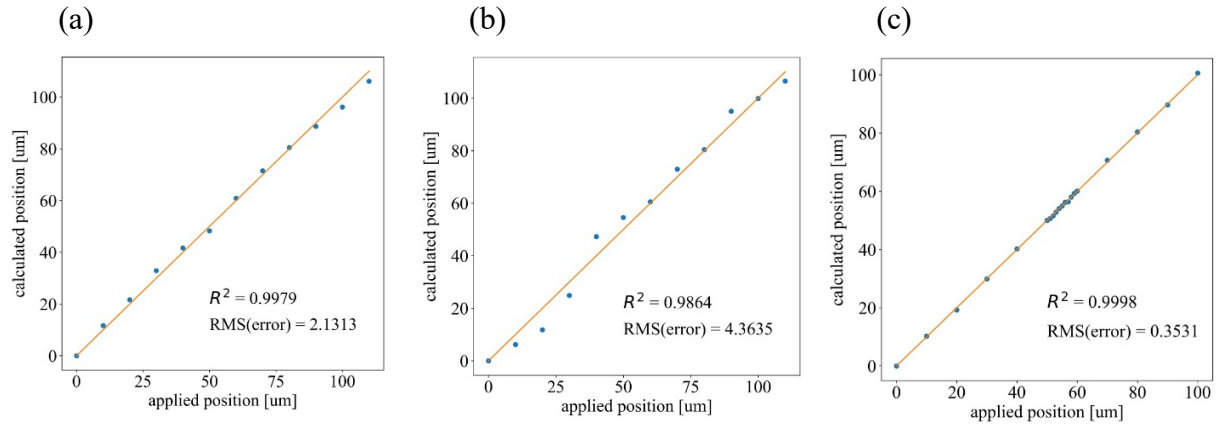 (a)
(b)
(c)
calculated position [um]
100
80
60
40
20
0
R² = 0.9979
RMS(error) = 2.1313
0 25 50 75 100
applied position [um]
calculated position [um]
100
80
60
40
20
0
R² = 0.9864
RMS(error) = 4.3635
0 25 50 75 100
applied position [um]
calculated position [um]
100
80
60
40
20
0
R² = 0.9998
RMS(error) = 0.3531
0 20 40 60 80 100
applied position [um]